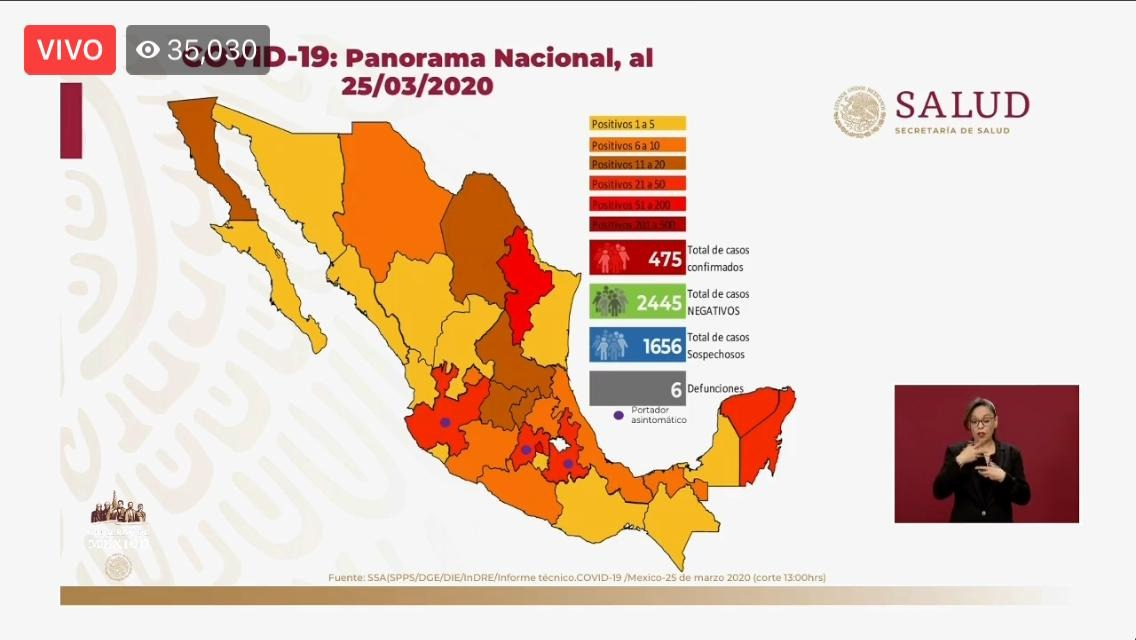 VIVO
35,030
COVID-19: Panorama Nacional, al
25/03/2020
SALUD
SECRETARÍA DE SALUD
Positivos 1 a 5
Positivos 6 a 10
Positivos 11 a 20
Positivos 21 a 50
Positivos 51 a 200
475
Total de casos
confirmados
2445
Total de casos
NEGATIVOS
1656
Total de casos
Sospechosos
6
Defunciones
Portador
asintomático
MÉXICO
Fuente: SSA(SPPS/DGE/DIE/InDRE/Informe técnico.COVID-19 /Mexico-25 de marzo 2020 (corte 13:00hrs)